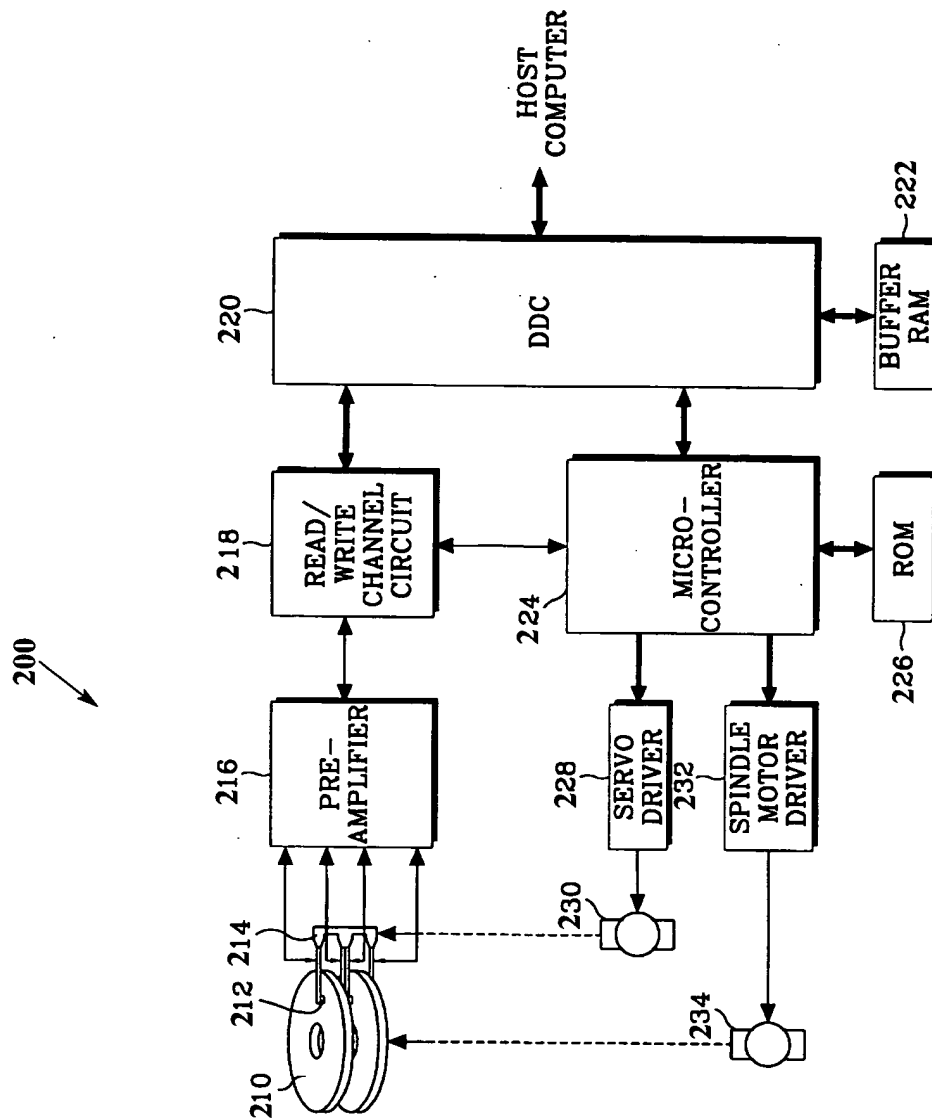 200
210
212
214
216
PRE-
AMPLIFIER
218
READ/
WRITE
CHANNEL
CIRCUIT
220
DDC
HOST
COMPUTER
222
BUFFER
RAM
224
MICRO-
CONTROLLER
226
ROM
228
SERVO
DRIVER
230
232
SPINDLE
MOTOR
DRIVER
234